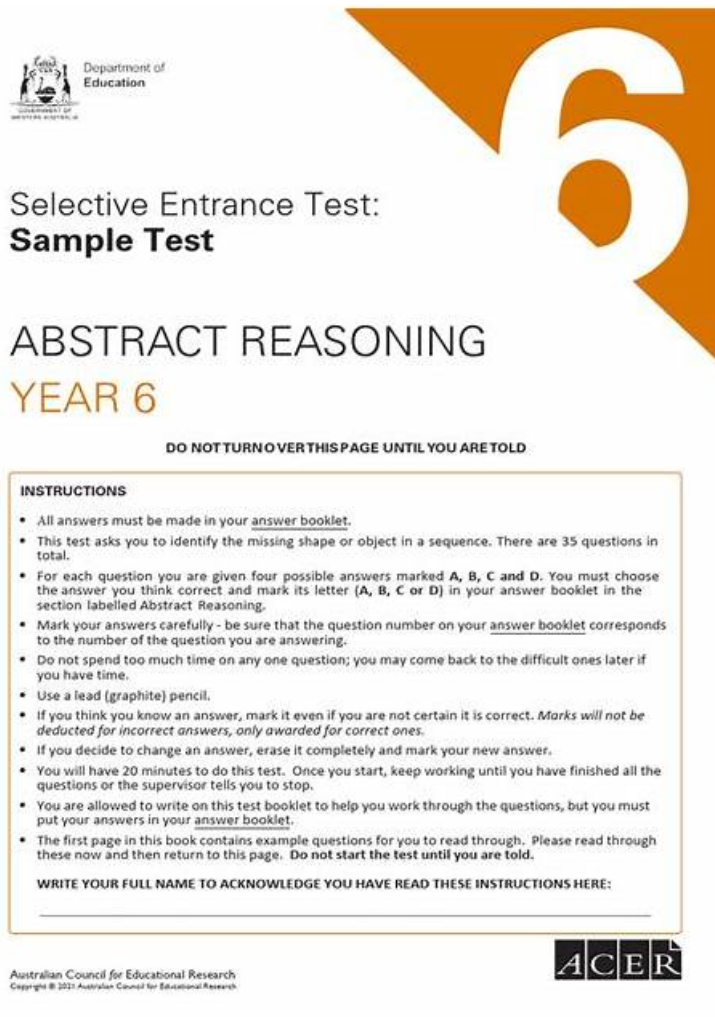 6
Department of
Education
GOVERNMENT OF
WESTERN AUSTRALIA
Selective Entrance Test:
Sample Test
ABSTRACT REASONING
YEAR 6
DO NOT TURN OVER THIS PAGE UNTIL YOU ARE TOLD
INSTRUCTIONS
• All answers must be made in your answer booklet.
• This test asks you to identify the missing shape or object in a sequence. There are 35 questions in
total.
• For each question you are given four possible answers marked A, B, C and D. You must choose
the answer you think correct and mark its letter (A, B, C or D) in your answer booklet in the
section labelled Abstract Reasoning.
• Mark your answers carefully - be sure that the question number on your answer booklet corresponds
to the number of the question you are answering.
• Do not spend too much time on any one question; you may come back to the difficult ones later if
you have time.
• Use a lead (graphite) pencil.
• If you think you know an answer, mark it even if you are not certain it is correct. Marks will not be
deducted for incorrect answers, only awarded for correct ones.
• If you decide to change an answer, erase it completely and mark your new answer.
• You will have 20 minutes to do this test. Once you start, keep working until you have finished all the
questions or the supervisor tells you to stop.
• You are allowed to write on this test booklet to help you work through the questions, but you must
put your answers in your answer booklet.
• The first page in this book contains example questions for you to read through. Please read through
these now and then return to this page. Do not start the test until you are told.
WRITE YOUR FULL NAME TO ACKNOWLEDGE YOU HAVE READ THESE INSTRUCTIONS HERE:
ACER
Australian Council for Educational Research
Copyright © 2021 Australian Council for Educational Research